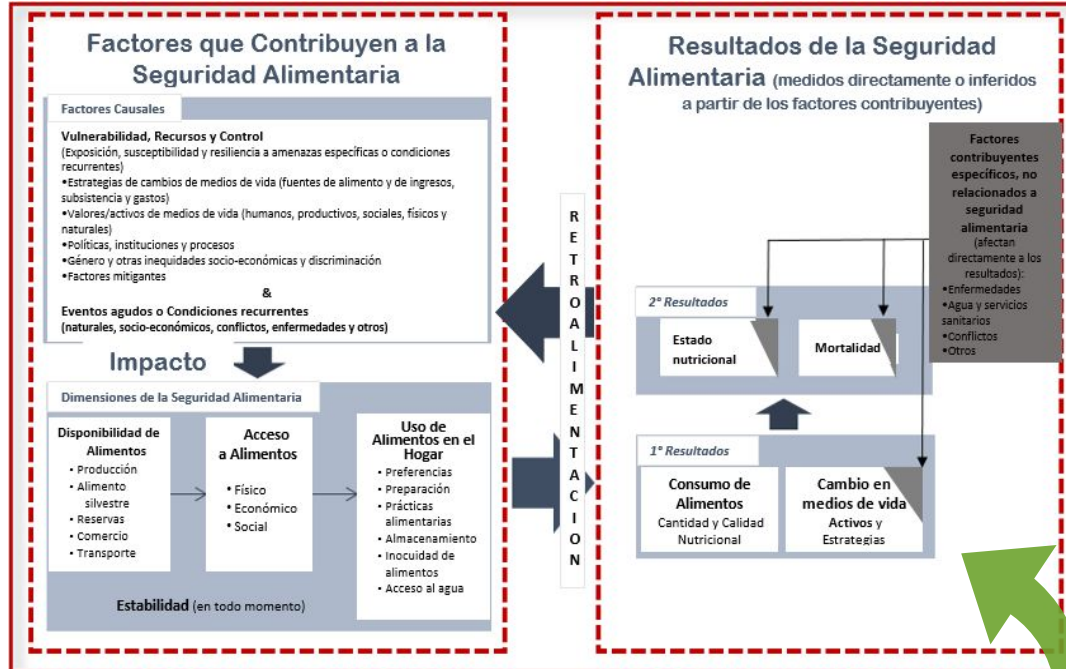 Factores que Contribuyen a la
Seguridad Alimentaria
Factores Causales
Vulnerabilidad, Recursos y Control
(Exposición, susceptibilidad y resiliencia a amenazas específicas o condiciones
recurrentes)
•Estrategias de cambios de medios de vida (fuentes de alimento y de ingresos,
subsistencia y gastos)
•Valores/activos de medios de vida (humanos, productivos, sociales, físicos y
naturales)
•Políticas, instituciones y procesos
•Género y otras inequidades socio-económicas y discriminación
•Factores mitigantes
&
Eventos agudos o Condiciones recurrentes
(naturales, socio-económicos, conflictos, enfermedades y otros)
Impacto
Dimensiones de la Seguridad Alimentaria
Disponibilidad de
Alimentos
• Producción
• Alimento
silvestre
• Reservas
• Comercio
• Transporte
Acceso
a Alimentos
• Físico
• Económico
• Social
Uso de
Alimentos en el
Hogar
• Preferencias
• Preparación
• Prácticas
alimentarias
• Almacenamiento
• Inocuidad de
alimentos
• Acceso al agua
Estabilidad (en todo momento)
RETROALIMENTACION
Resultados de la Seguridad
Alimentaria (medidos directamente o inferidos
a partir de los factores contribuyentes)
Factores
contribuyentes
específicos, no
relacionados a
seguridad
alimentaria
(afectan
directamente a los
resultados):
•Enfermedades
•Agua y servicios
sanitarios
•Conflictos
•Otros
2° Resultados
Estado
nutricional
Mortalidad
1° Resultados
Consumo de
Alimentos
Cantidad y Calidad
Nutricional
Cambio en
medios de vida
Activos y
Estrategias